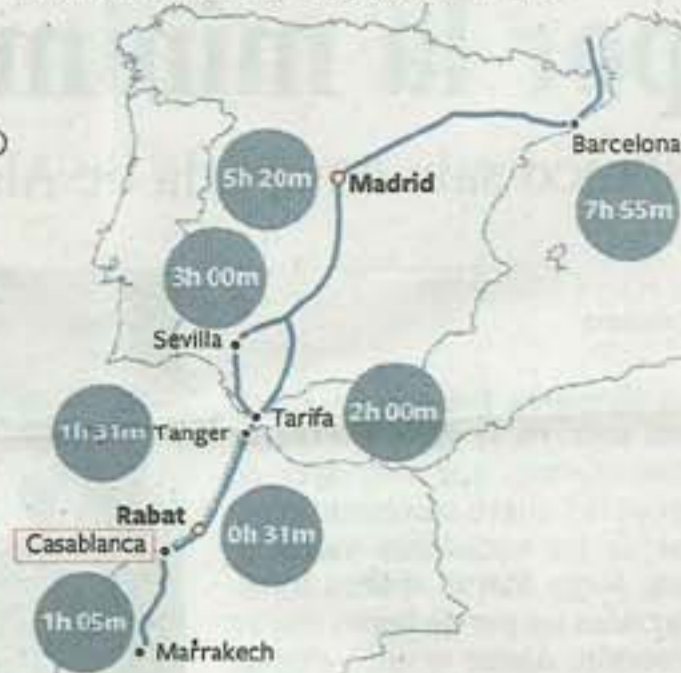 Barcelona
7h 55m
5h 20m
Madrid
3h 00m
Sevilla
Tarifa
2h 00m
1h 31m
Tanger
Rabat
Casablanca
0h 31m
1h 05m
Marrakech